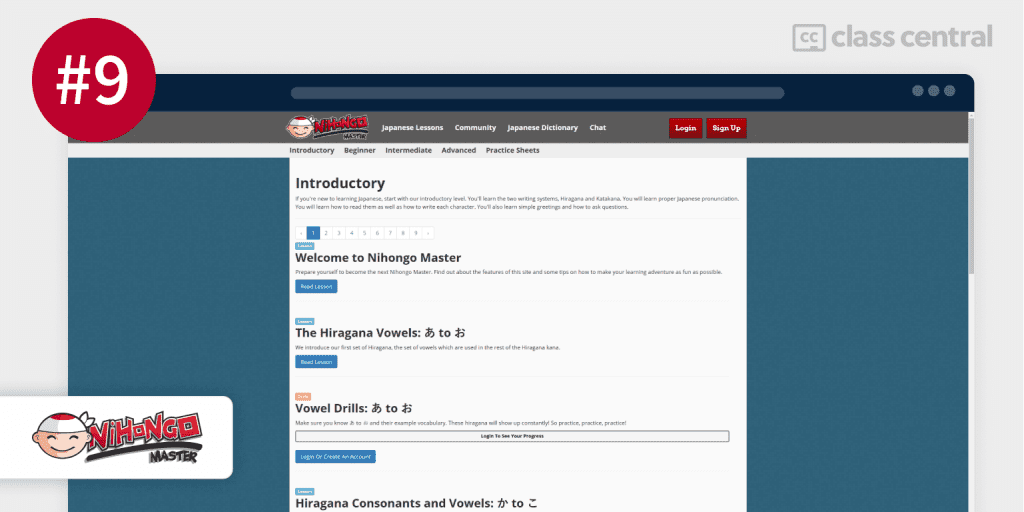 #9
CC class central
NiHoNGO
MASTER
Japanese Lessons Community Japanese Dictionary Chat
Login Sign Up
Introductory Beginner Intermediate Advanced Practice Sheets
Introductory
If you're new to learning Japanese, start with our Introductory level. You'll learn the two writing systems, Hiragana and Katakana. You will learn proper Japanese pronunciation.
You will learn how to read them as well as how to write each character. You'll also learn simple greetings and how to ask questions.
‹ 1 2 3 4 5 6 7 8 9 ›
Lesson
Welcome to Nihongo Master
Prepare yourself to become the next Nihongo Master. Find out about the features of this site and some tips on how to make your learning adventure as fun as possible.
Read Lesson
Lesson
The Hiragana Vowels: あ to お
We introduce our first set of Hiragana, the set of vowels which are used in the rest of the Hiragana kana.
Read Lesson
Drills
Vowel Drills: あ to お
Make sure you know あ to お and their example vocabulary. These hiragana will show up constantly! So practice, practice, practice!
Login To See Your Progress
Login Or Create An Account
NiHoNGO
MASTER
Lesson
Hiragana Consonants and Vowels: か to こ